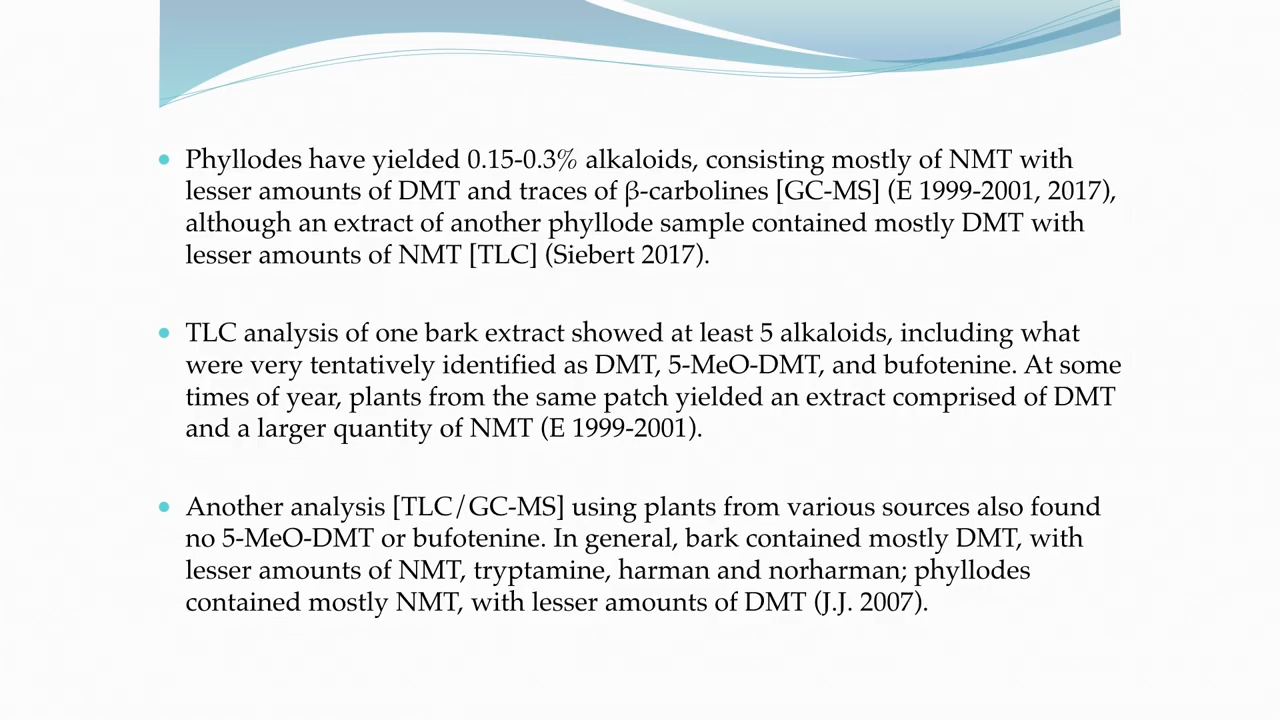 • Phyllodes have yielded 0.15-0.3% alkaloids, consisting mostly of NMT with
lesser amounts of DMT and traces of β-carbolines [GC-MS] (E 1999-2001, 2017),
although an extract of another phyllode sample contained mostly DMT with
lesser amounts of NMT [TLC] (Siebert 2017).
• TLC analysis of one bark extract showed at least 5 alkaloids, including what
were very tentatively identified as DMT, 5-MeO-DMT, and bufotenine. At some
times of year, plants from the same patch yielded an extract comprised of DMT
and a larger quantity of NMT (E 1999-2001).
• Another analysis [TLC/GC-MS] using plants from various sources also found
no 5-MeO-DMT or bufotenine. In general, bark contained mostly DMT, with
lesser amounts of NMT, tryptamine, harman and norharman; phyllodes
contained mostly NMT, with lesser amounts of DMT (J.J. 2007).